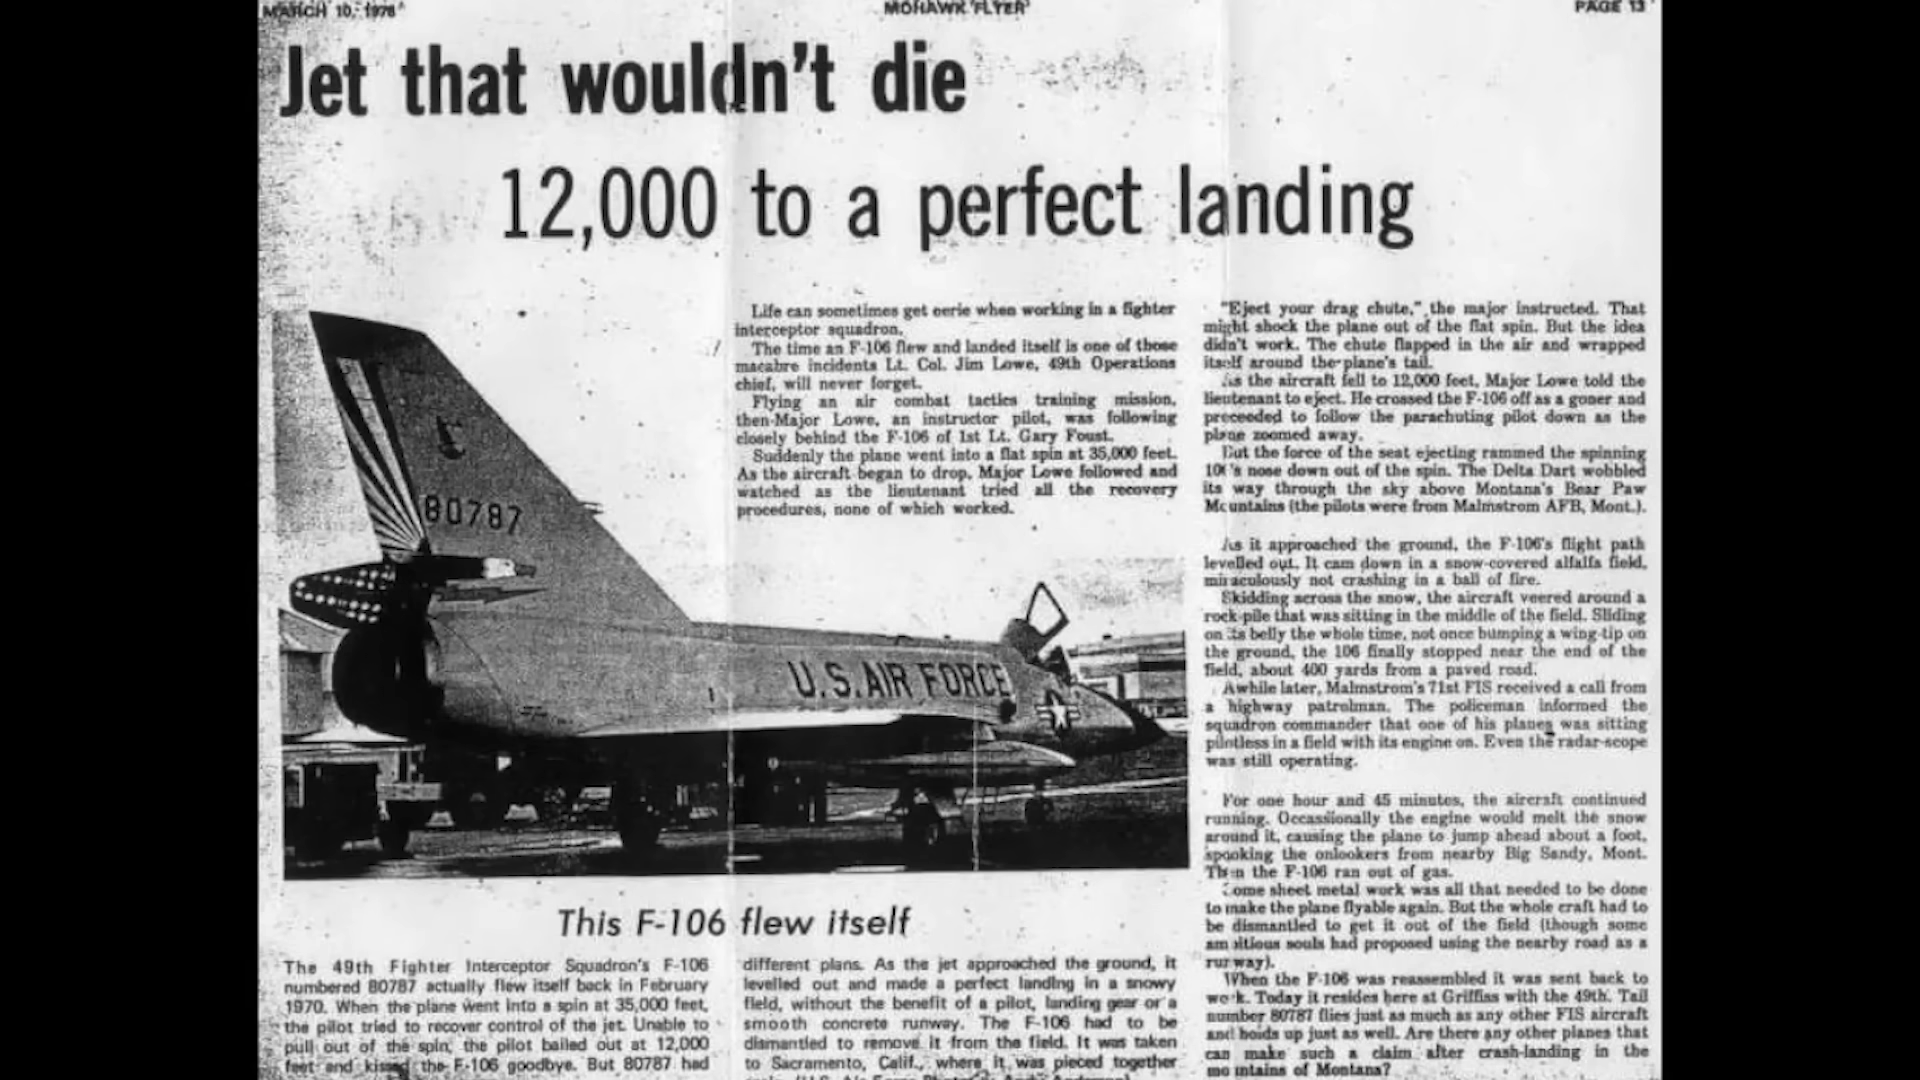 MARCH 10, 1978
MOHAWK FLYER
PAGE 13
Jet that wouldn't die
12,000 to a perfect landing
80787
U.S. AIR FORCE
Life can sometimes get eerie when working in a fighter
interceptor squadron.
The time an F-106 flew and landed itself is one of those
macabre incidents Lt. Col. Jim Lowe, 49th Operations
chief, will never forget.
Flying an air combat tactics training mission,
then-Major Lowe, an instructor pilot, was following
closely behind the F-106 of 1st Lt. Gary Foust.
Suddenly the plane went into a flat spin at 35,000 feet.
As the aircraft began to drop, Major Lowe followed and
watched as the lieutenant tried all the recovery
procedures, none of which worked.
"Eject your drag chute," the major instructed. That
might shock the plane out of the flat spin. But the idea
didn't work. The chute flapped in the air and wrapped
itself around the plane's tail.
As the aircraft fell to 12,000 feet, Major Lowe told the
lieutenant to eject. He crossed the F-106 off as a goner and
preceeded to follow the parachuting pilot down as the
plane zoomed away.
But the force of the seat ejecting rammed the spinning
106's nose down out of the spin. The Delta Dart wobbled
its way through the sky above Montana's Bear Paw
Mountains (the pilots were from Malmstrom AFB, Mont.).
As it approached the ground, the F-106's flight path
levelled out. It cam down in a snow-covered alfalfa field,
miraculously not crashing in a ball of fire.
Skidding across the snow, the aircraft veered around a
rock-pile that was sitting in the middle of the field. Sliding
on its belly the whole time, not once bumping a wing-tip on
the ground, the 106 finally stopped near the end of the
field, about 400 yards from a paved road.
Awhile later, Malmstrom's 71st FIS received a call from
a highway patrolman. The policeman informed the
squadron commander that one of his planes was sitting
pilotless in a field with its engine on. Even the radar-scope
was still operating.
For one hour and 45 minutes, the aircraft continued
running. Occassionally the engine would melt the snow
around it, causing the plane to jump ahead about a foot,
spooking the onlookers from nearby Big Sandy, Mont.
Then the F-106 ran out of gas.
Some sheet metal work was all that needed to be done
to make the plane flyable again. But the whole craft had to
be dismantled to get it out of the field (though some
ambitious souls had proposed using the nearby road as a
runway).
When the F-106 was reassembled it was sent back to
work. Today it resides here at Griffiss with the 49th. Tail
number 80787 flies just as much as any other FIS aircraft
and holds up just as well. Are there any other planes that
can make such a claim after crash-landing in the
mountains of Montana?
This F-106 flew itself
The 49th Fighter Interceptor Squadron's F-106
numbered 80787 actually flew itself back in February
1970. When the plane went into a spin at 35,000 feet,
the pilot tried to recover control of the jet. Unable to
pull out of the spin, the pilot bailed out at 12,000
feet and kissed the F-106 goodbye. But 80787 had
different plans. As the jet approached the ground, it
levelled out and made a perfect landing in a snowy
field, without the benefit of a pilot, landing gear or a
smooth concrete runway. The F-106 had to be
dismantled to remove it from the field. It was taken
to Sacramento, Calif., where it was pieced together